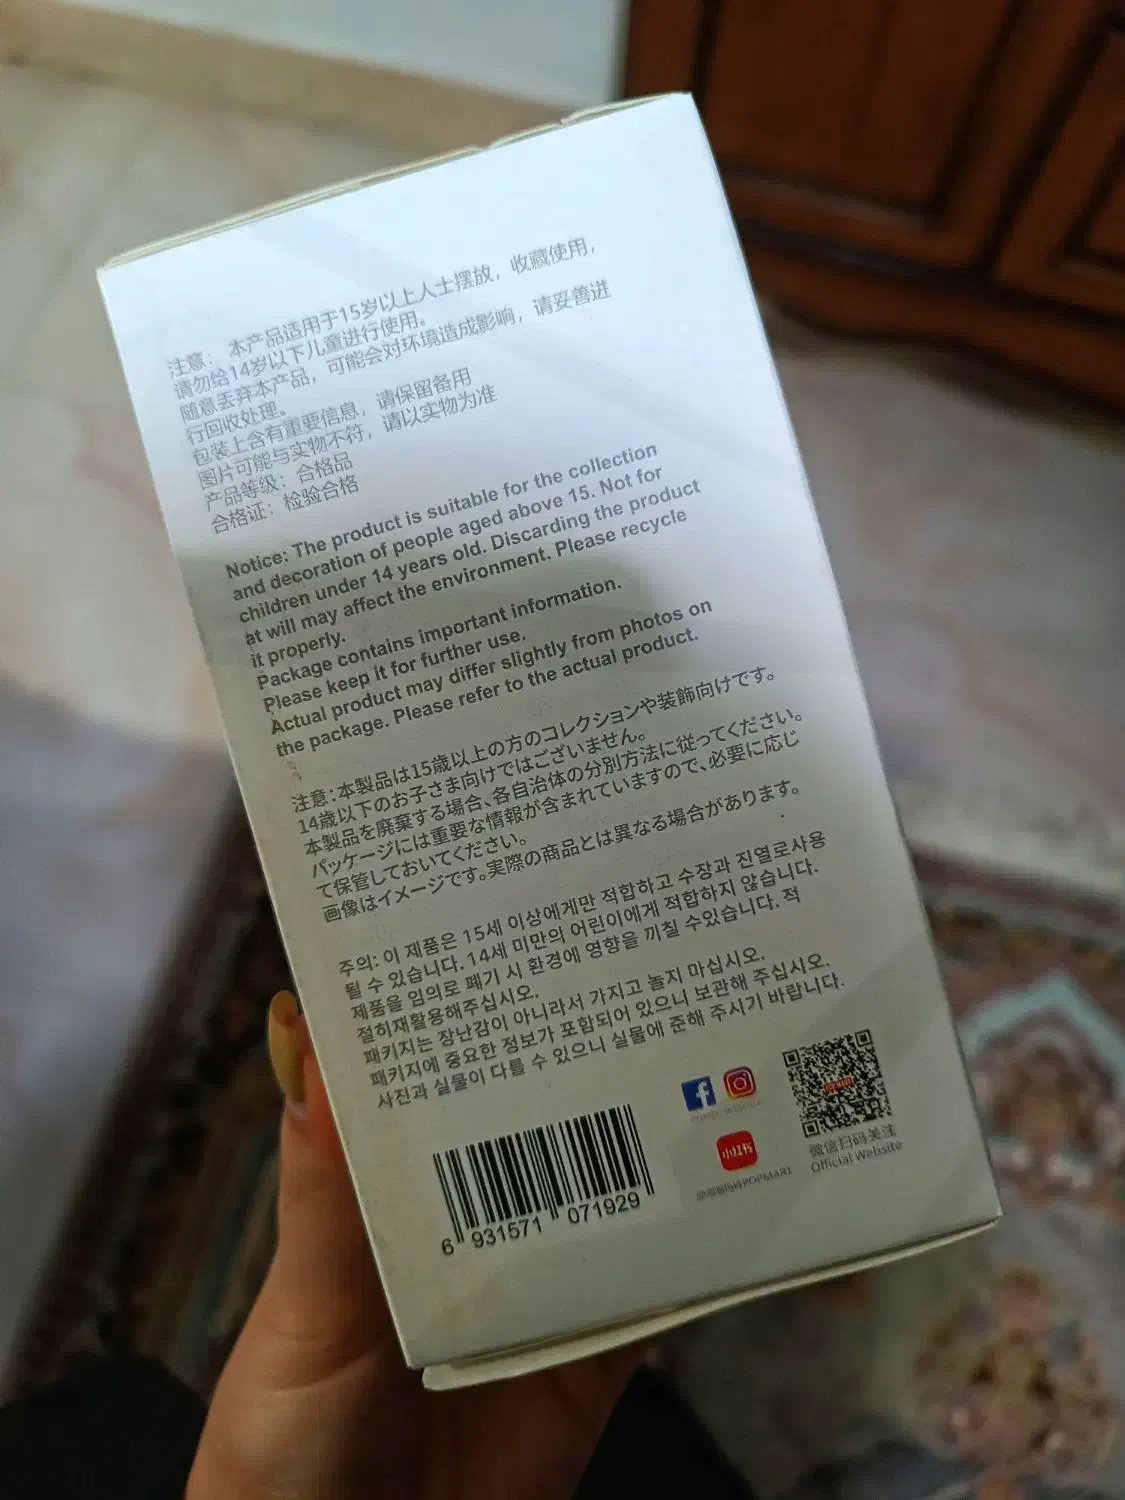 注意： 本产品适用于15岁以上人士摆放，收藏使用，
请勿给14岁以下儿童进行使用。
随意丢弃本产品，可能会对环境造成影响，请妥善进
行回收处理。
包装上含有重要信息，请保留备用
图片可能与实物不符，请以实物为准
产品等级：合格品
合格证：检验合格
Notice: The product is suitable for the collection
and decoration of people aged above 15. Not for
children under 14 years old. Discarding the product
at will may affect the environment. Please recycle
it properly.
Package contains important information.
Please keep it for further use.
Actual product may differ slightly from photos on
the package. Please refer to the actual product.
注意:本製品は15歳以上の方のコレクションや装飾向けです。
14歳以下のお子さま向けではございません。
本製品を廃棄する場合、各自治体の分別方法に従ってください。
パッケージには重要な情報が含まれていますので、必要に応じ
て保管しておいてください。
画像はイメージです。実際の商品とは異なる場合があります。
주의: 이 제품은 15세 이상에게만 적합하고 수장과 진열로사용
될 수 있습니다. 14세 미만의 어린이에게 적합하지 않습니다.
제품을 임의로 폐기 시 환경에 영향을 끼칠 수있습니다. 적
절히재활용해주십시오.
패키지는 장난감이 아니라서 가지고 놀지 마십시오.
패키지에 중요한 정보가 포함되어 있으니 보관해 주십시오.
사진과 실물이 다를 수 있으니 실물에 준해 주시기 바랍니다.
小红书
POPMART
微信扫码关注
Official Website
6 931571 071929